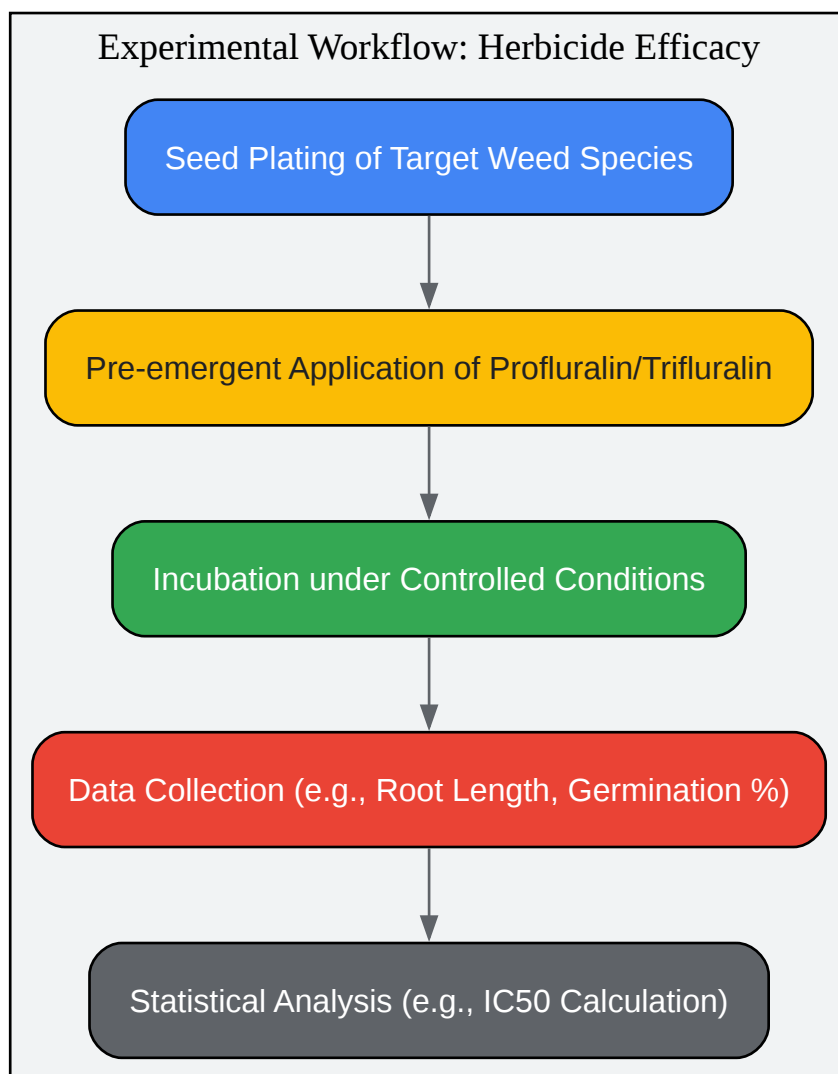 Experimental Workflow: Herbicide Efficacy
Seed Plating of Target Weed Species
Pre-emergent Application of Profluralin/Trifluralin
Incubation under Controlled Conditions
Data Collection (e.g., Root Length, Germination %)
Statistical Analysis (e.g., IC50 Calculation)